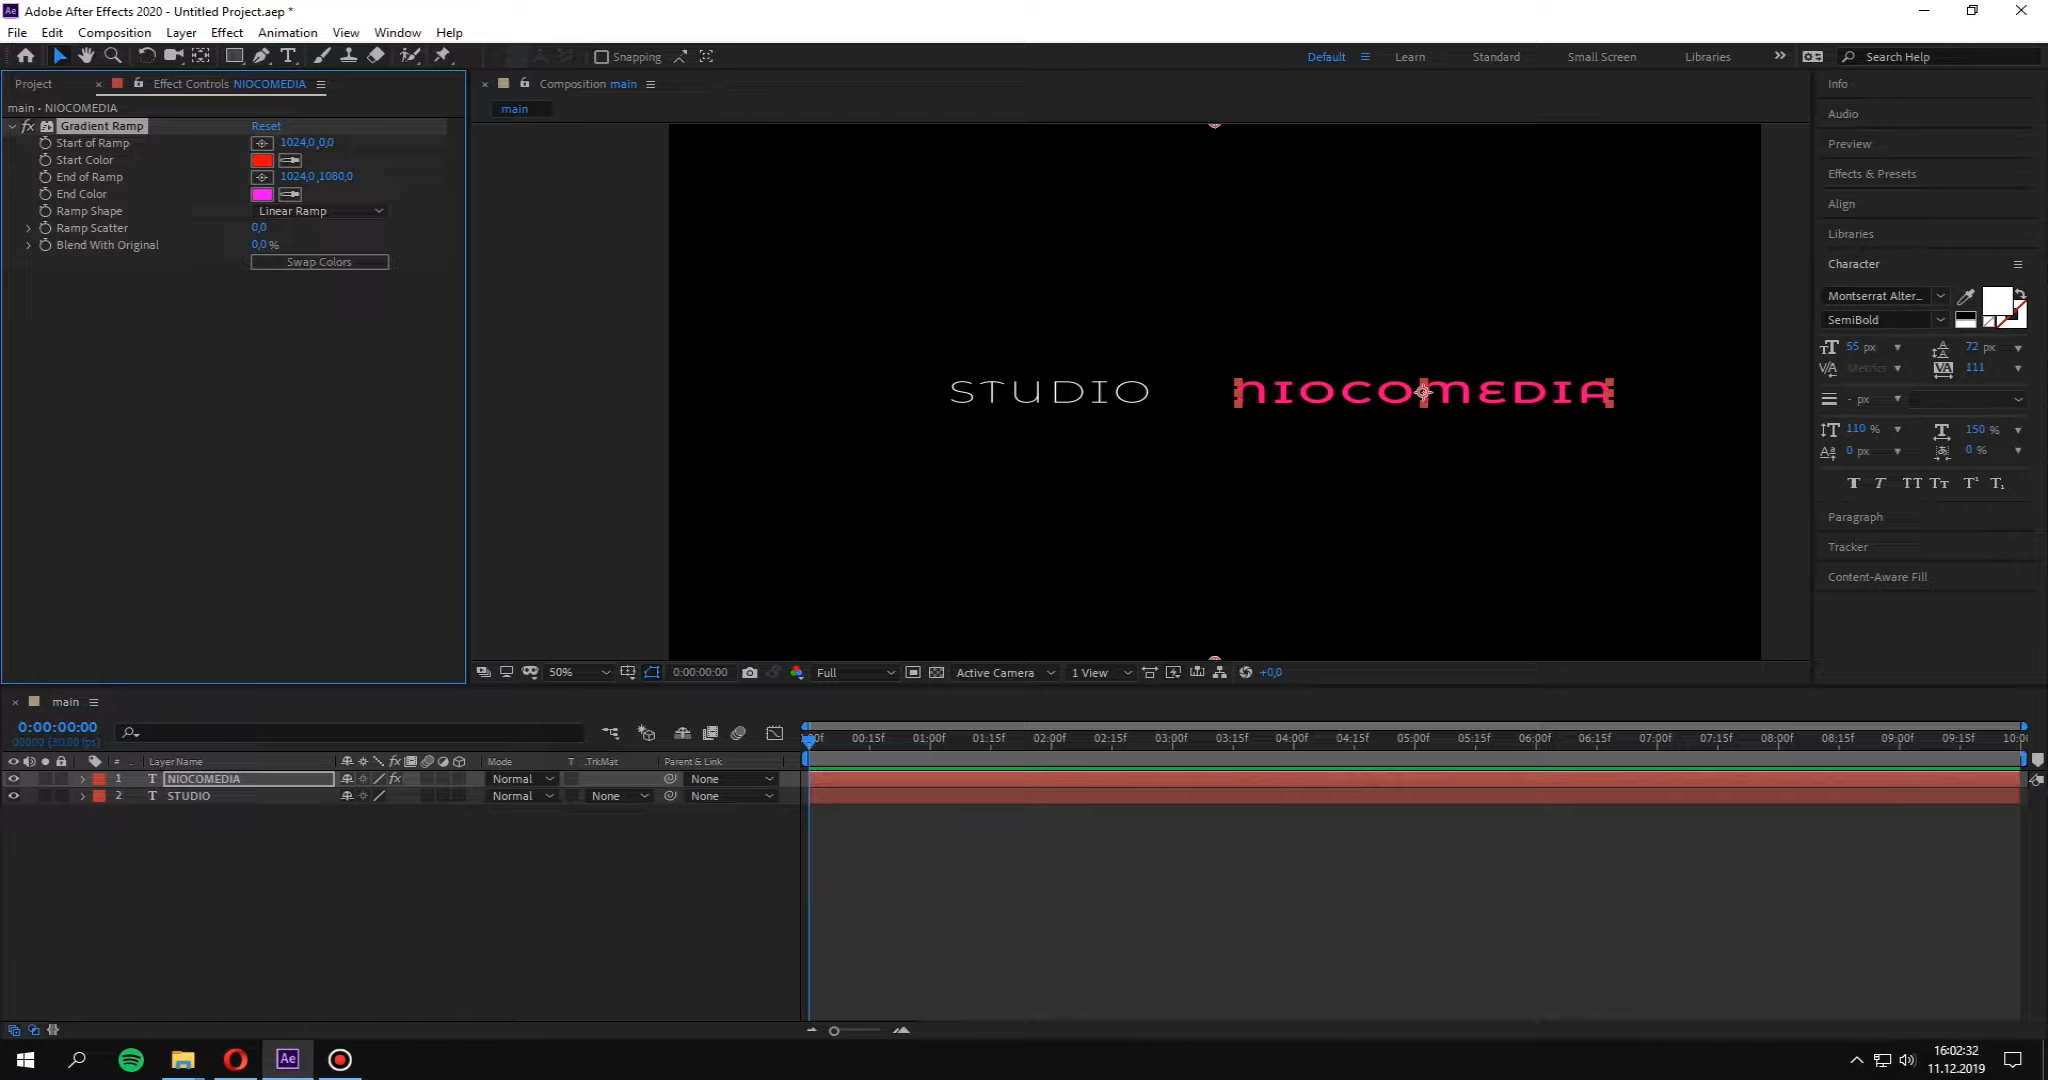 Adobe After Effects 2020 - Untitled Project.aep *
File Edit Composition Layer Effect Animation View Window Help
Snapping
Default Learn Standard Small Screen Libraries Search Help
Project Effect Controls NIOCOMEDIA
main • NIOCOMEDIA
fx Gradient Ramp Reset
Start of Ramp 1024,0 ,0,0
Start Color
End of Ramp 1024,0 ,1080,0
End Color
Ramp Shape Linear Ramp
Ramp Scatter 0,0
Blend With Original 0,0 %
Swap Colors
Composition main
main
STUDIO NIOCOMEDIA
50% 0:00:00:00 Full Active Camera 1 View +0,0
Info
Audio
Preview
Effects & Presets
Align
Libraries
Character
Montserrat Alter...
SemiBold
55 px 72 px
Metrics 111
- px
110 % 150 %
0 px 0 %
Paragraph
Tracker
Content-Aware Fill
main
0:00:00:00
00000 (30.00 fps)
# Layer Name Mode T .TrkMat Parent & Link
1 T NIOCOMEDIA Normal None
2 T STUDIO Normal None None
00:15f 01:00f 01:15f 02:00f 02:15f 03:00f 03:15f 04:00f 04:15f 05:00f 05:15f 06:00f 06:15f 07:00f 07:15f 08:00f 08:15f 09:00f 09:15f
Ae
16:02:32
11.12.2019